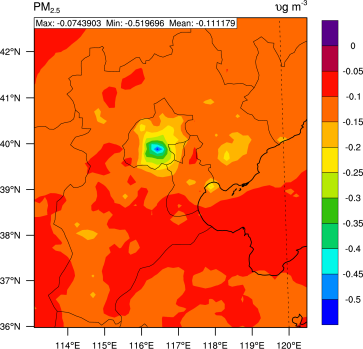 PM2.5 υg m-3
Max: -0.0743903 Min: -0.519696 Mean: -0.111179
42°N
41°N
40°N
39°N
38°N
37°N
36°N
114°E 115°E 116°E 117°E 118°E 119°E 120°E
0
-0.05
-0.1
-0.15
-0.2
-0.25
-0.3
-0.35
-0.4
-0.45
-0.5